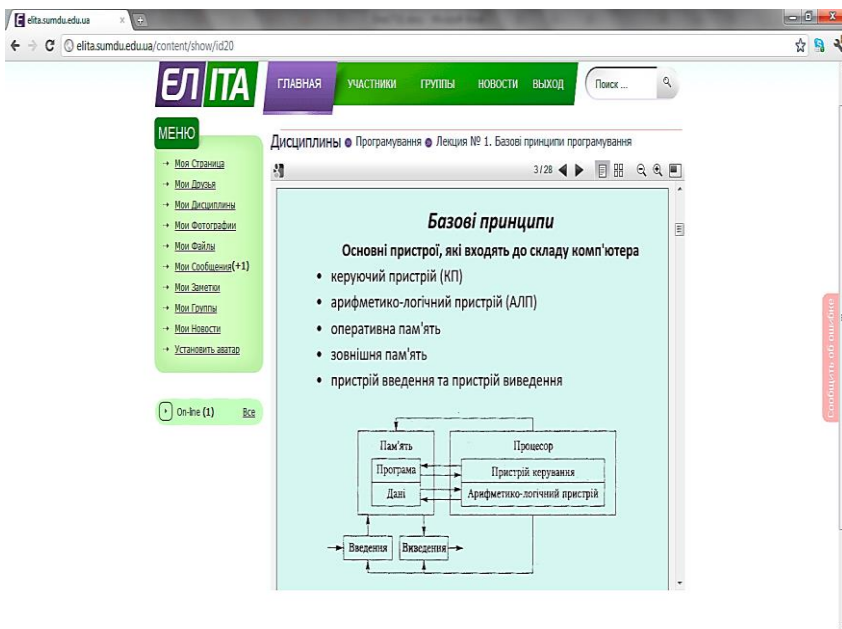 elita.sumdu.edu.ua
elita.sumdu.edu.ua/content/show/id20
ЄЛІТА
ГЛАВНАЯ УЧАСТНИКИ ГРУППЫ НОВОСТИ ВЫХОД
Поиск ...
МЕНЮ
Моя Страница
Мои Друзья
Мои Дисциплины
Мои Фотографии
Мои Файлы
Мои Сообщения(+1)
Мои Заметки
Мои Группы
Мои Новости
Установить аватар
On-line (1) Все
Дисциплины Програмування Лекция № 1. Базові принципи програмування
3 / 28
Базові принципи
Основні пристрої, які входять до складу комп'ютера
• керуючий пристрій (КП)
• арифметико-логічний пристрій (АЛП)
• оперативна пам'ять
• зовнішня пам'ять
• пристрій введення та пристрій виведення
Пам'ять
Програма
Дані
Процесор
Пристрій керування
Арифметико-логічний пристрій
Введення
Виведення
Сообщить об ошибке